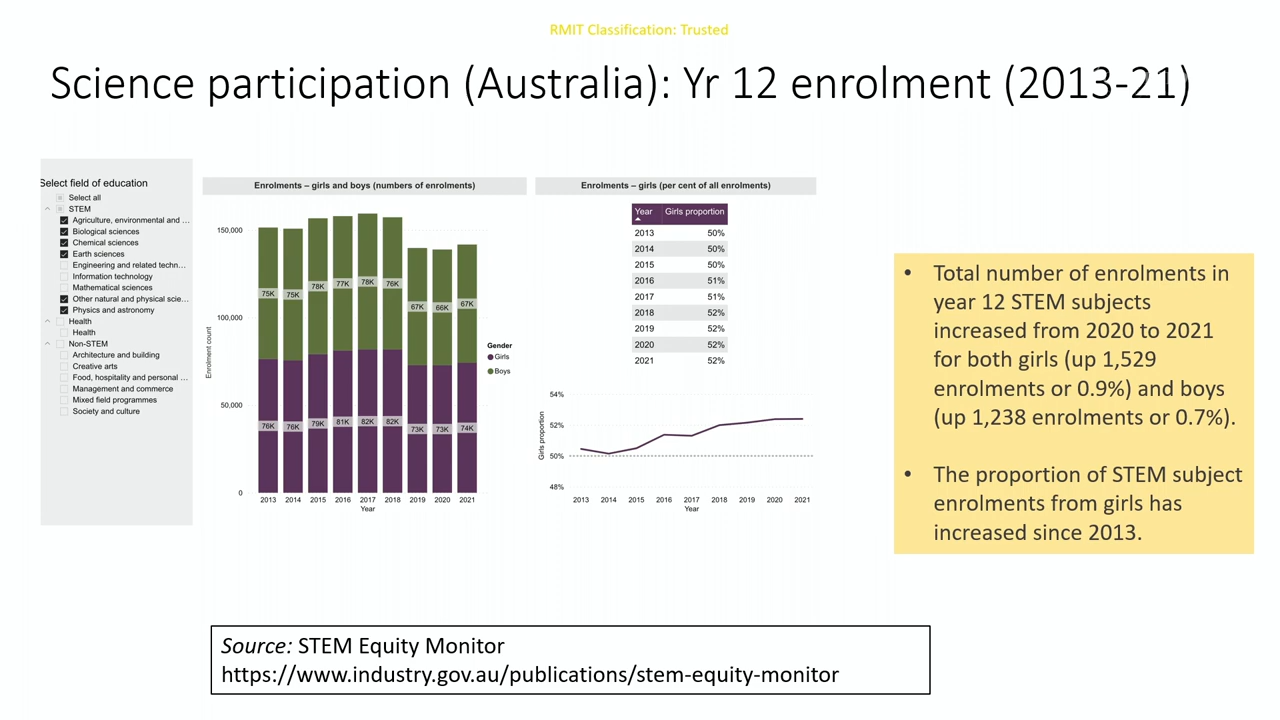 RMIT Classification: Trusted
Science participation (Australia): Yr 12 enrolment (2013-21)
Select field of education
Select all
STEM
Agriculture, environmental and ...
Biological sciences
Chemical sciences
Earth sciences
Engineering and related techn...
Information technology
Mathematical sciences
Other natural and physical scie...
Physics and astronomy
Health
Health
Non-STEM
Architecture and building
Creative arts
Food, hospitality and personal ...
Management and commerce
Mixed field programmes
Society and culture
Enrolments – girls and boys (numbers of enrolments)
Enrolment count
150,000
100,000
50,000
0
75K 75K 78K 77K 78K 76K 67K 66K 67K
76K 76K 79K 81K 82K 82K 73K 73K 74K
2013 2014 2015 2016 2017 2018 2019 2020 2021
Year
Gender
Girls
Boys
Enrolments – girls (per cent of all enrolments)
Year Girls proportion
2013 50%
2014 50%
2015 50%
2016 51%
2017 51%
2018 52%
2019 52%
2020 52%
2021 52%
Girls proportion
54%
52%
50%
48%
2013 2014 2015 2016 2017 2018 2019 2020 2021
Year
• Total number of enrolments in
year 12 STEM subjects
increased from 2020 to 2021
for both girls (up 1,529
enrolments or 0.9%) and boys
(up 1,238 enrolments or 0.7%).
• The proportion of STEM subject
enrolments from girls has
increased since 2013.
Source: STEM Equity Monitor
https://www.industry.gov.au/publications/stem-equity-monitor